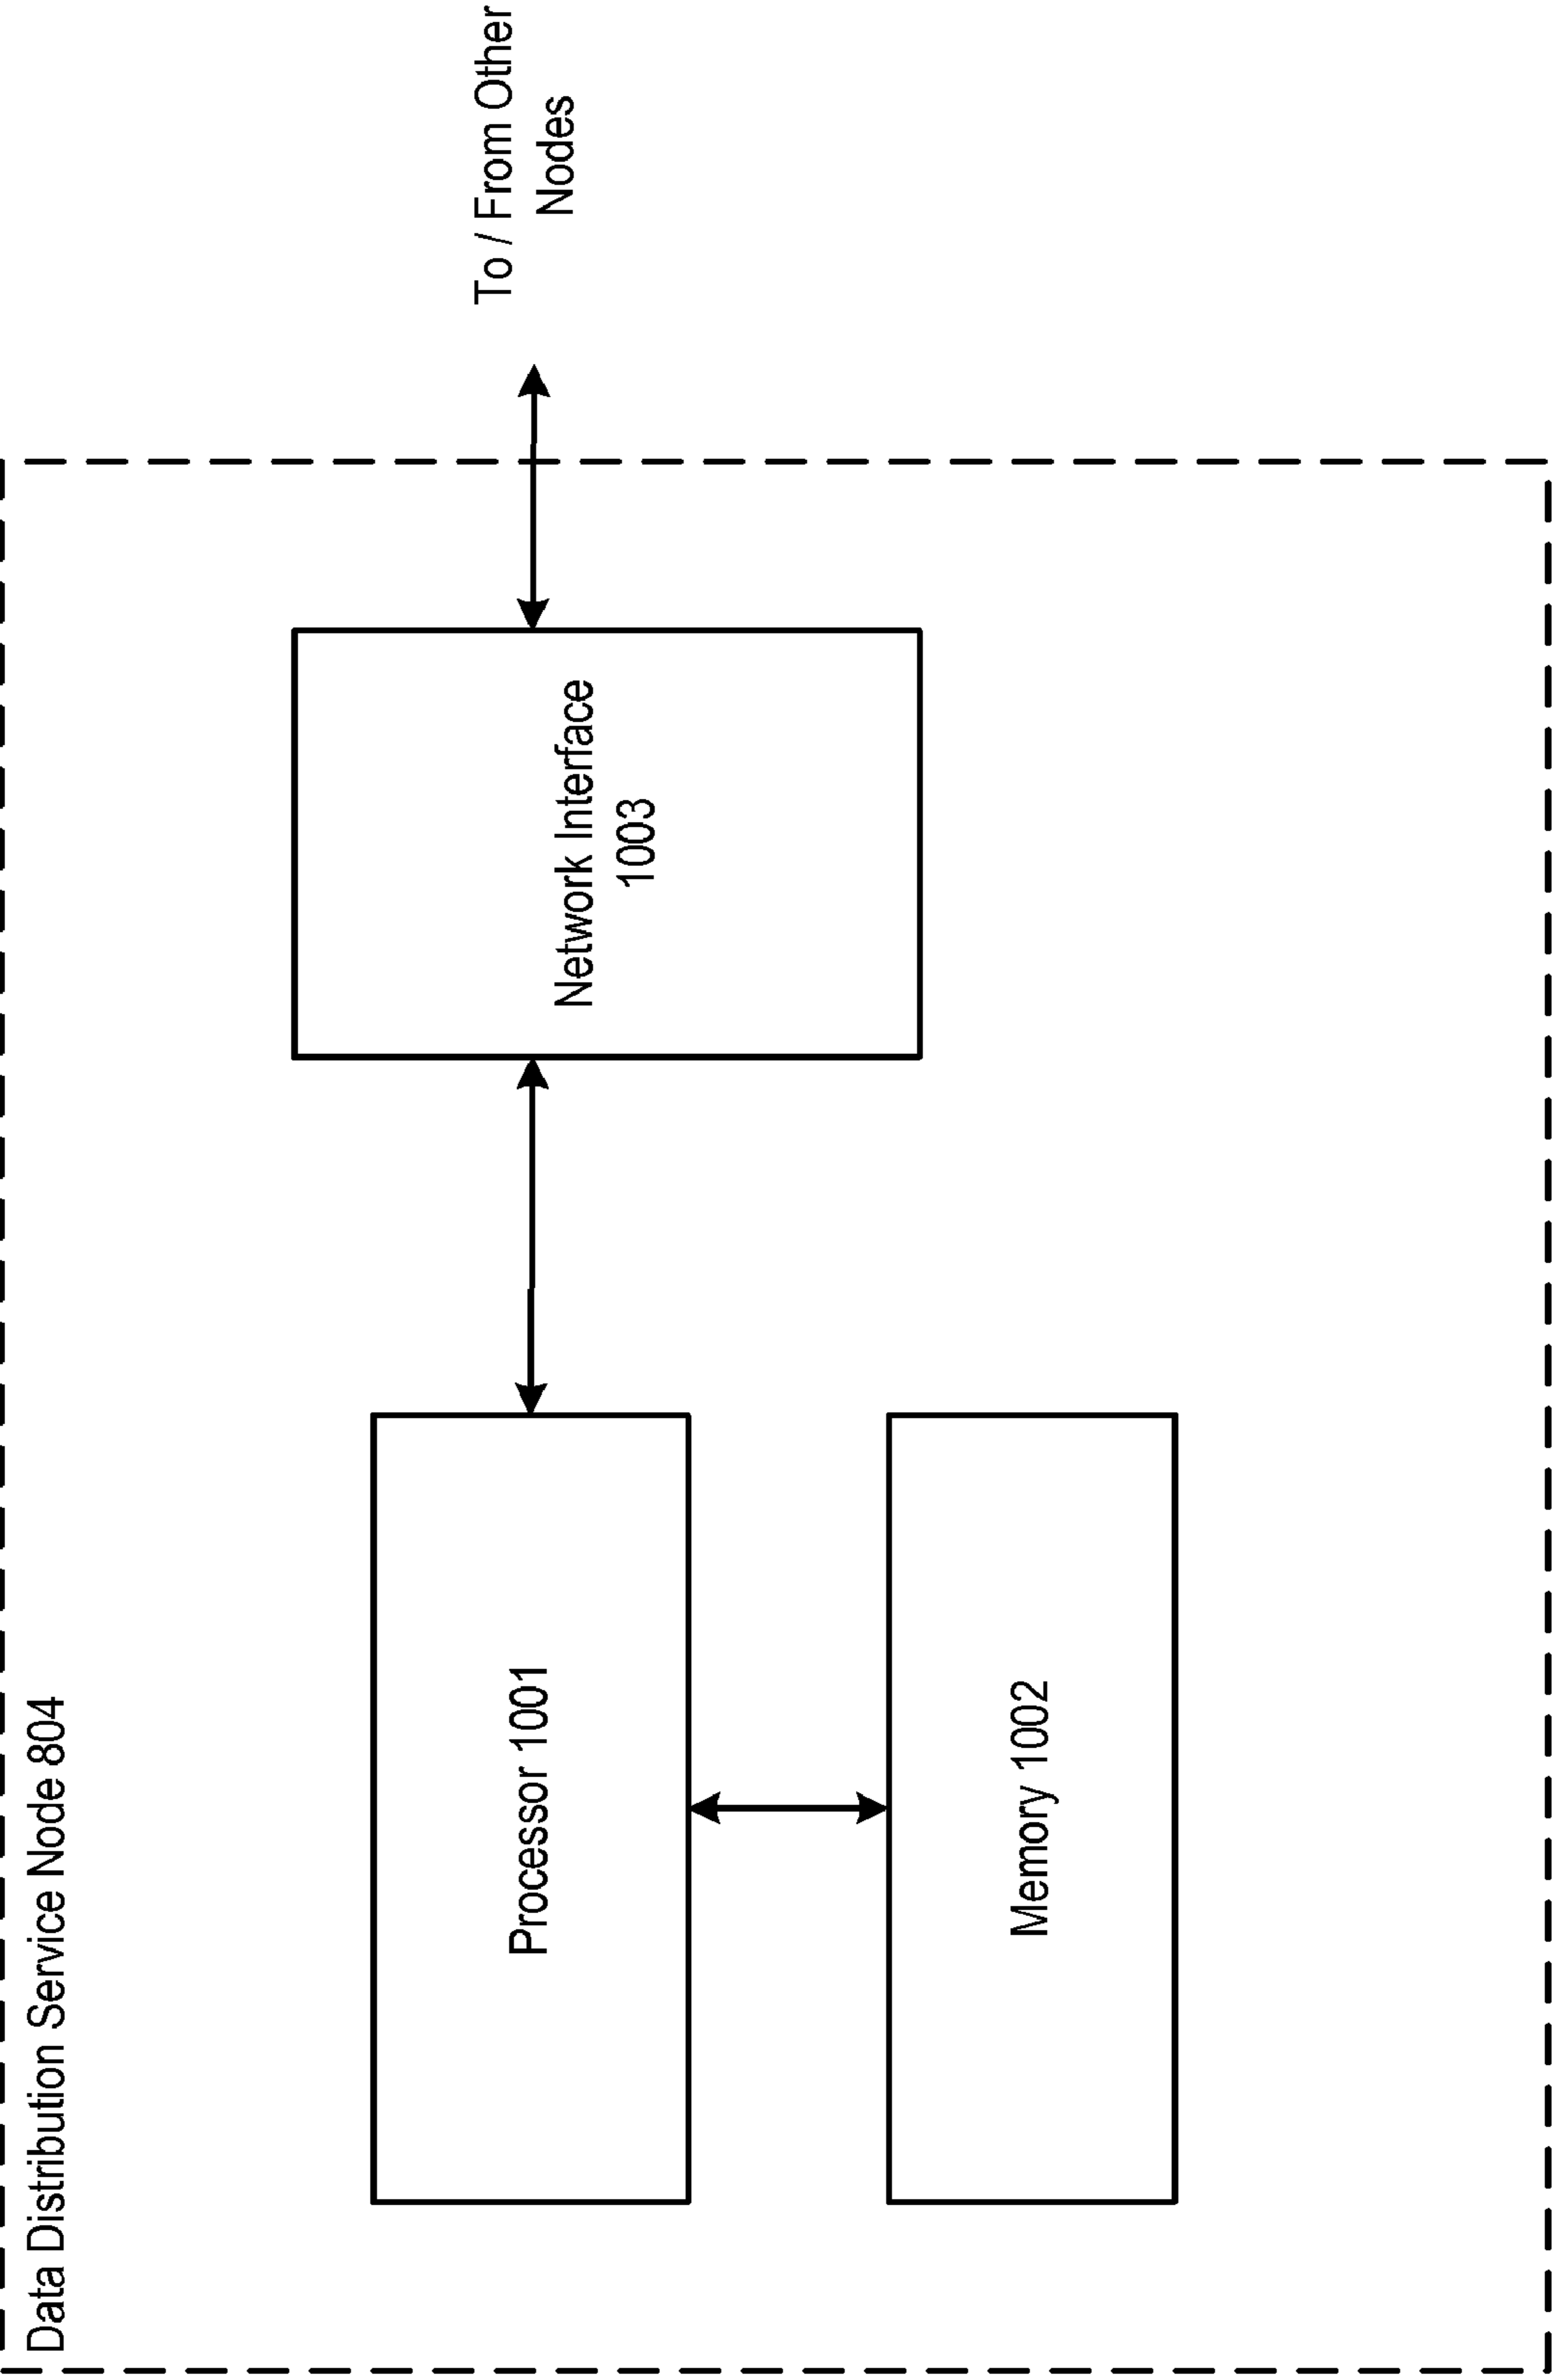 Data Distribution Service Node 804
Processor 1001
Memory 1002
Network Interface
1003
To / From Other
Nodes